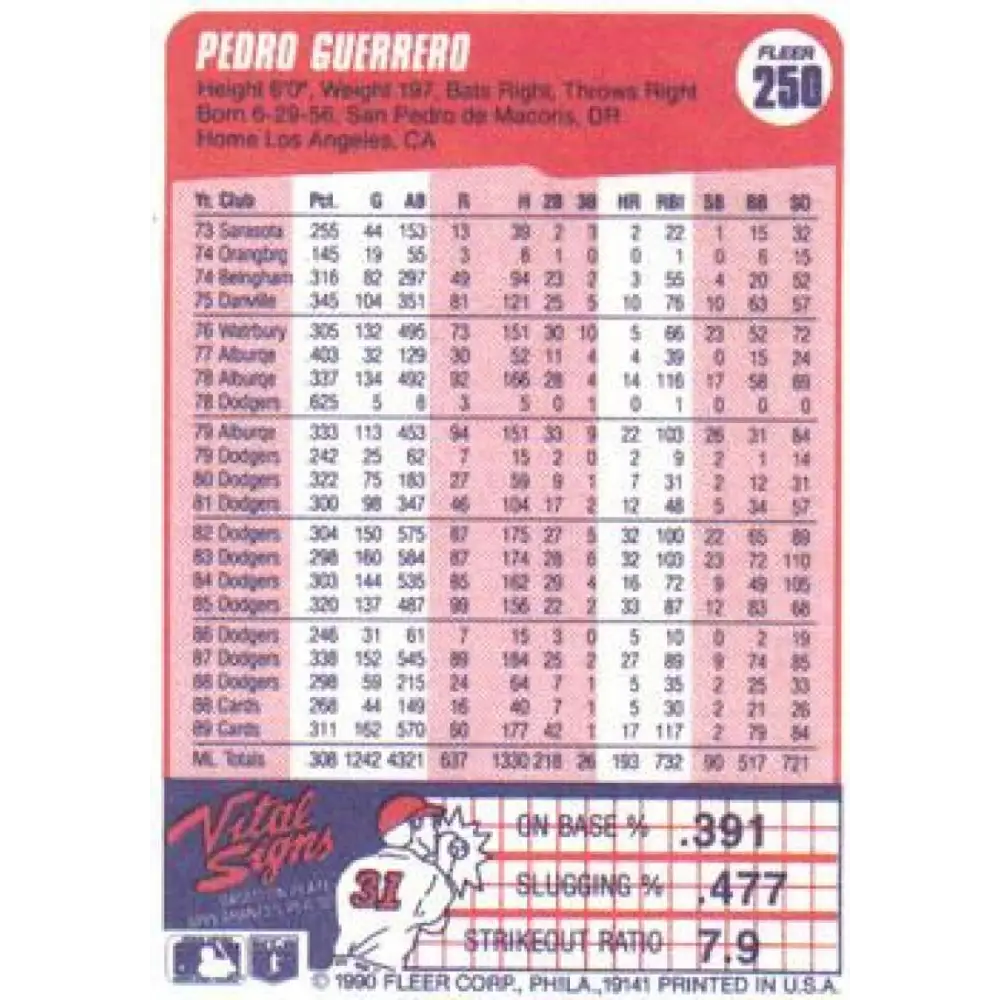 PEDRO GUERRERO
FLEER
250
Height 6'0", Weight 197, Bats Right, Throws Right
Born 6-29-56, San Pedro de Macoris, DR
Home Los Angeles, CA
Yr. Club Pct. G AB R H 2B 3B HR RBI SB BB SO
73 Sarasota .255 44 153 13 39 2 3 2 22 1 15 32
74 Orangbrg .145 19 55 3 8 1 0 0 1 0 6 15
74 Beingham .316 82 297 49 94 23 2 3 55 4 20 52
75 Danville .345 104 351 81 121 25 5 10 76 10 63 57
76 Watrbury .305 132 495 73 151 30 10 5 66 23 52 72
77 Alburqe .403 32 129 30 52 11 4 4 39 0 15 24
78 Alburqe .337 134 492 92 166 28 4 14 116 17 58 69
78 Dodgers .625 5 8 3 5 0 1 0 1 0 0 0
79 Alburqe .333 113 453 94 151 33 9 22 103 26 31 84
79 Dodgers .242 25 62 7 15 2 0 2 9 2 1 14
80 Dodgers .322 75 183 27 59 9 1 7 31 2 12 31
81 Dodgers .300 98 347 46 104 17 2 12 48 5 34 57
82 Dodgers .304 150 575 87 175 27 5 32 100 22 65 89
83 Dodgers .298 160 584 87 174 28 6 32 103 23 72 110
84 Dodgers .303 144 535 85 162 29 4 16 72 9 49 105
85 Dodgers .320 137 487 99 156 22 2 33 87 12 83 68
86 Dodgers .246 31 61 7 15 3 0 5 10 0 2 19
87 Dodgers .338 152 545 89 184 25 2 27 89 9 74 85
88 Dodgers .298 59 215 24 64 7 1 5 35 2 25 33
88 Cards .268 44 149 16 40 7 1 5 30 2 21 26
89 Cards .311 162 570 60 177 42 1 17 117 2 79 84
ML Totals .308 1242 4321 637 1330 218 26 193 732 90 517 721
Vital
Signs
31
ON BASE % .391
SLUGGING % .477
STRIKEOUT RATIO 7.9
© 1990 FLEER CORP., PHILA., 19141 PRINTED IN U.S.A.